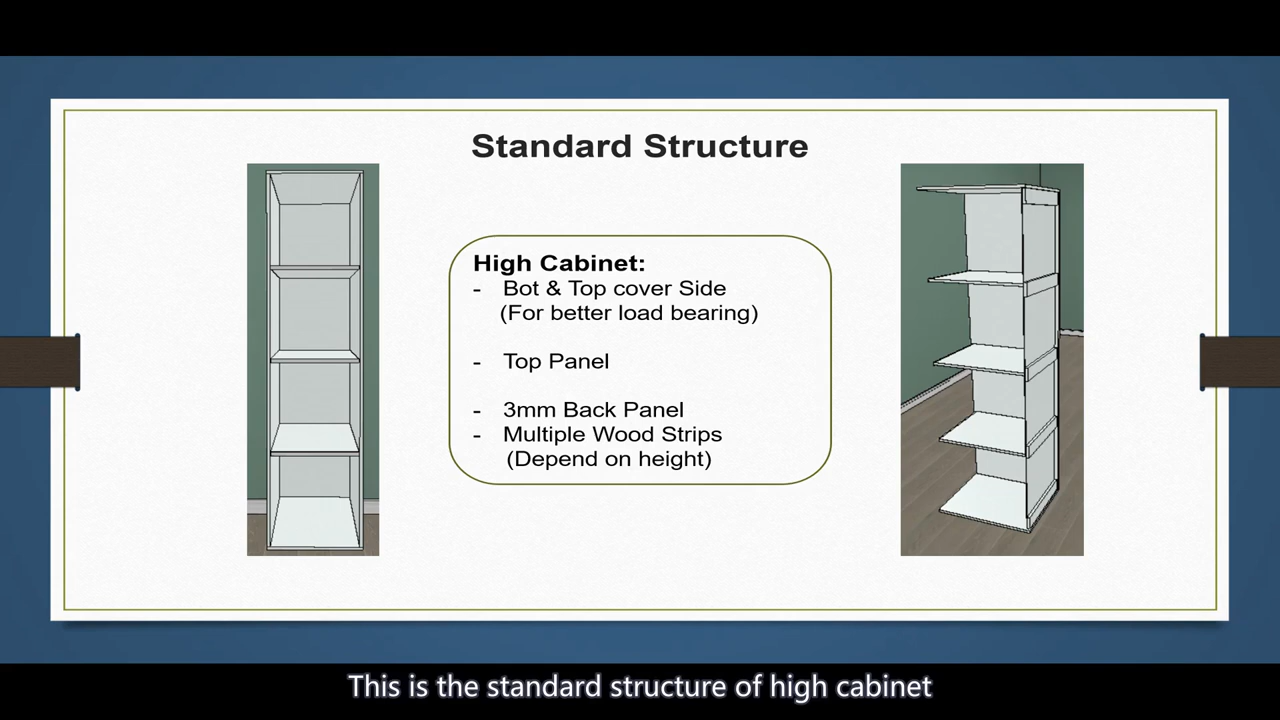 Standard Structure
High Cabinet:
- Bot & Top cover Side
(For better load bearing)
- Top Panel
- 3mm Back Panel
- Multiple Wood Strips
(Depend on height)
This is the standard structure of high cabinet